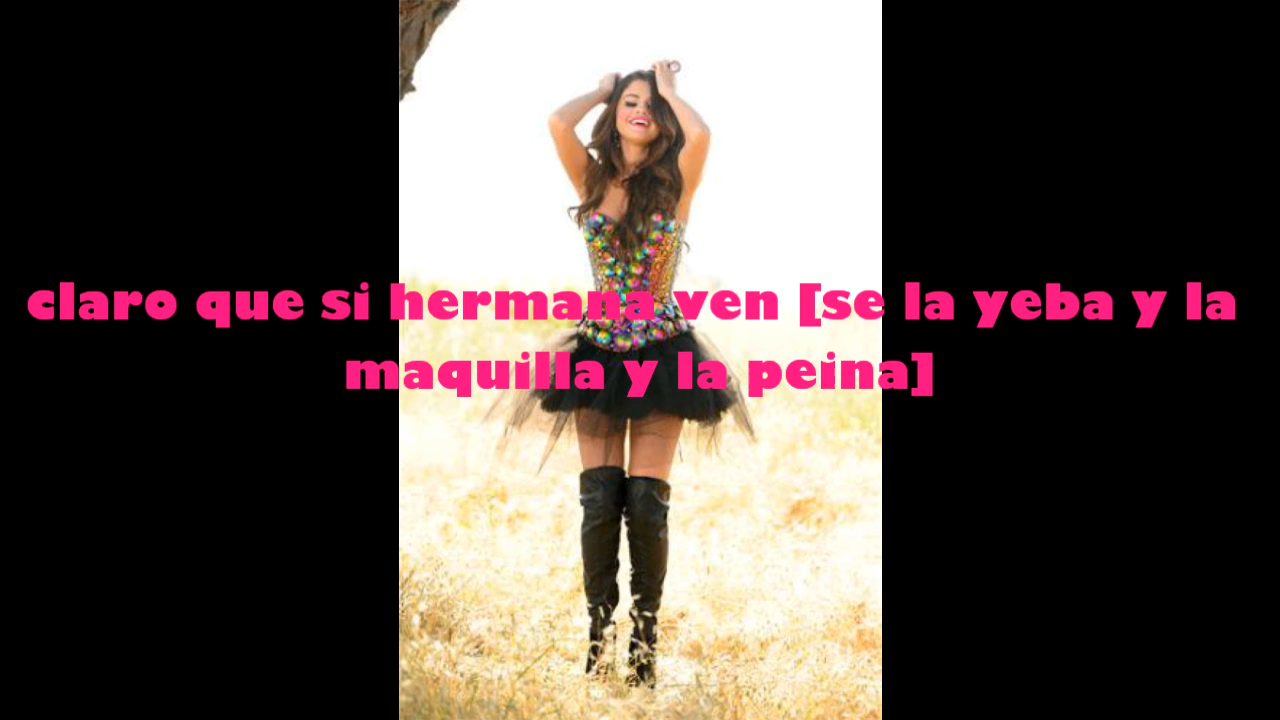 claro que si hermana ven [se la yeba y la
maquilla y la peina]